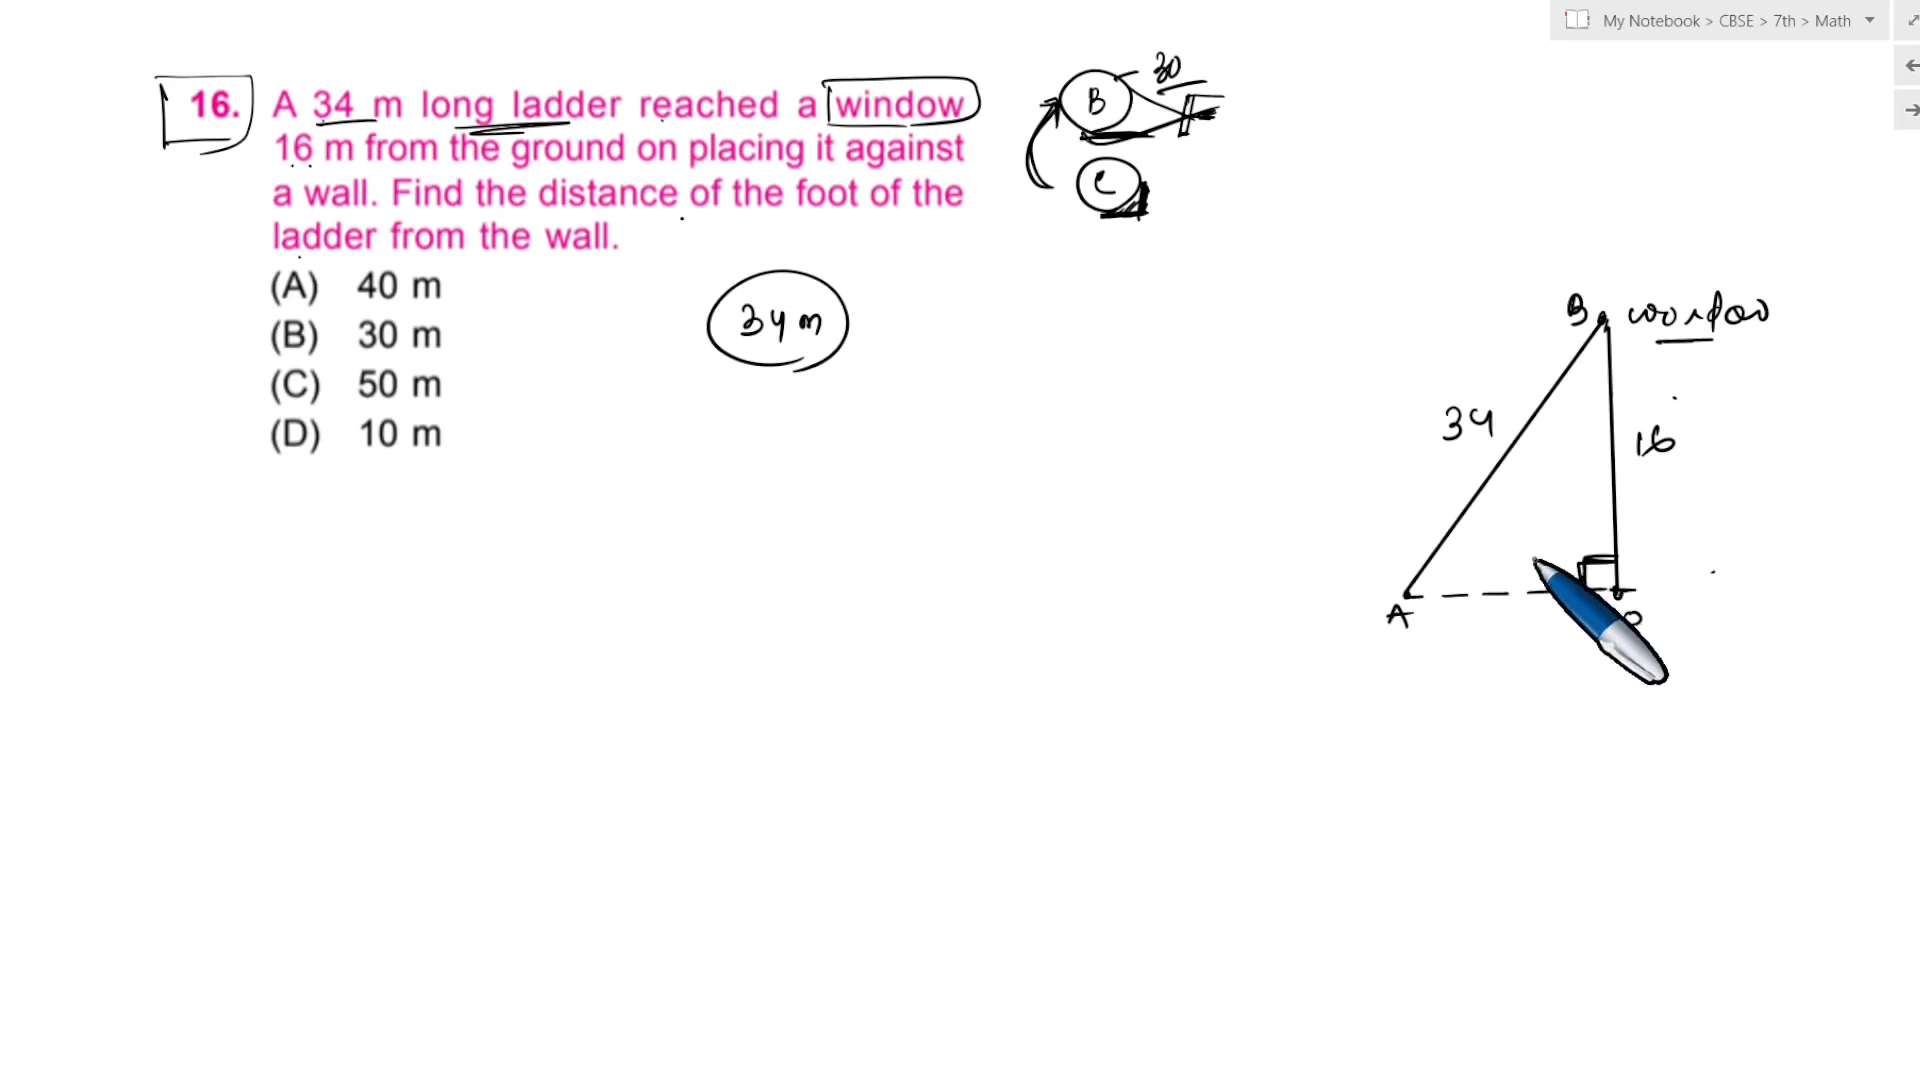 My Notebook > CBSE > 7th > Math
16. A 34 m long ladder reached a window
16 m from the ground on placing it against
a wall. Find the distance of the foot of the
ladder from the wall.
(A) 40 m
(B) 30 m
(C) 50 m
(D) 10 m
30
B
C
34 m
B window
34
16
A